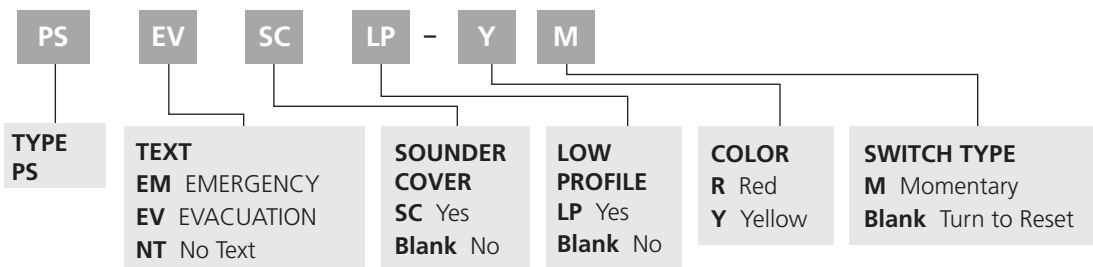 PS EV SC LP - Y M
TYPE
PS
TEXT
EM EMERGENCY
EV EVACUATION
NT No Text
SOUNDER
COVER
SC Yes
Blank No
LOW
PROFILE
LP Yes
Blank No
COLOR
R Red
Y Yellow
SWITCH TYPE
M Momentary
Blank Turn to Reset